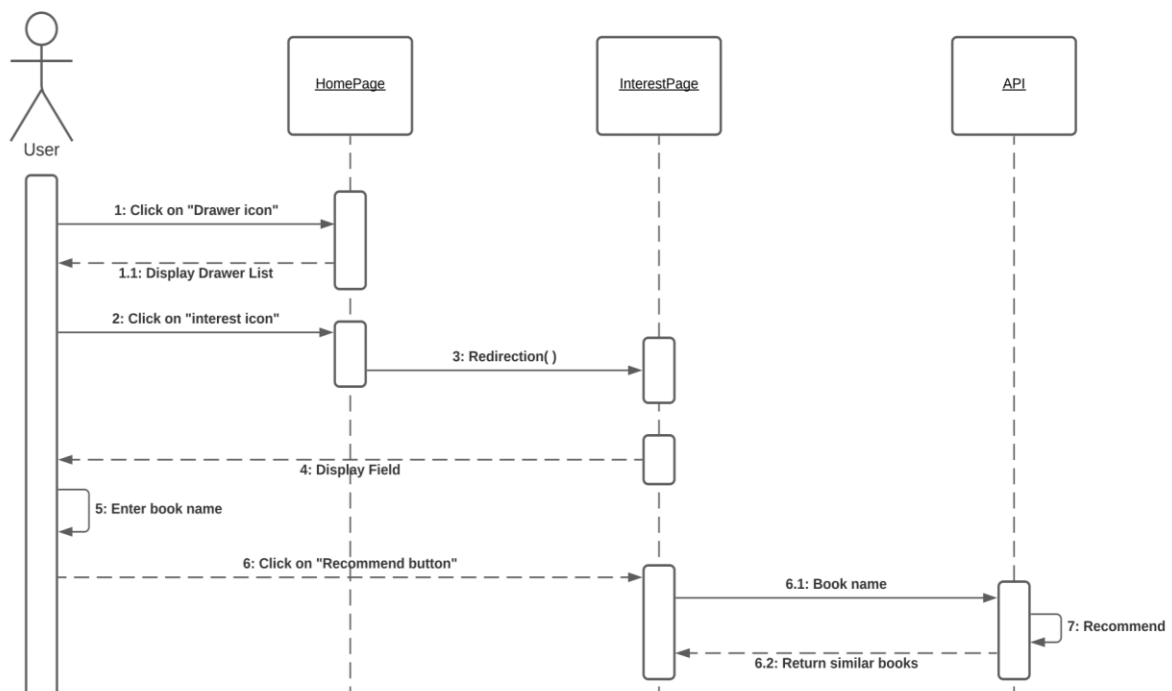 HomePage
InterestPage
API
User
1: Click on "Drawer icon"
1.1: Display Drawer List
2: Click on "interest icon"
3: Redirection( )
4: Display Field
5: Enter book name
6: Click on "Recommend button"
6.1: Book name
7: Recommend
6.2: Return similar books